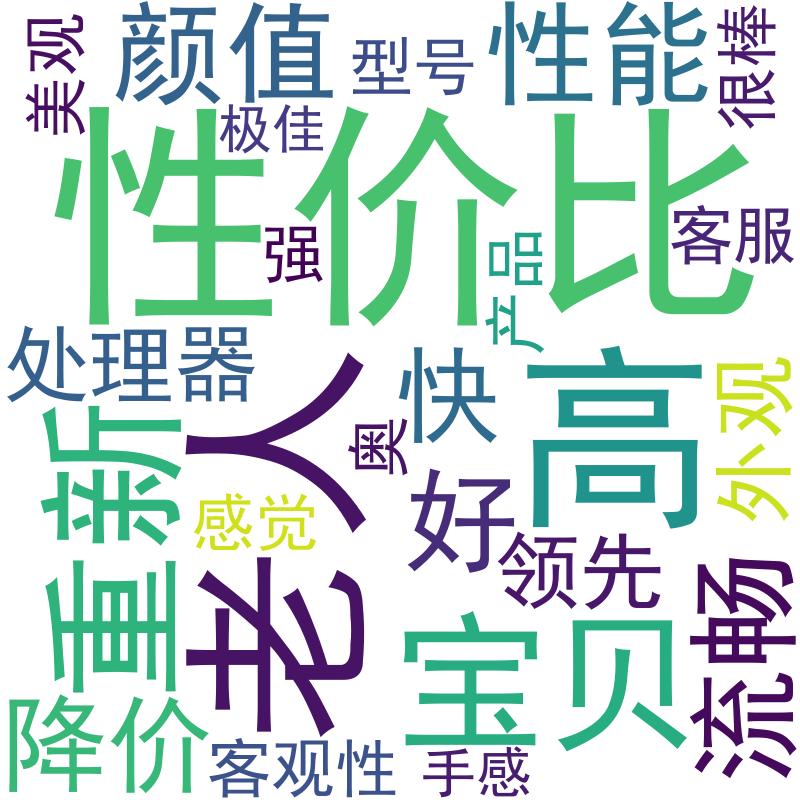 美观
颜值
型号
性能
很棒
极佳
性价比
强
产品
客服
处理器
老人
快
高
外观
重新
奥
感觉
好
领先
流畅
宝贝
降价
客观性
手感